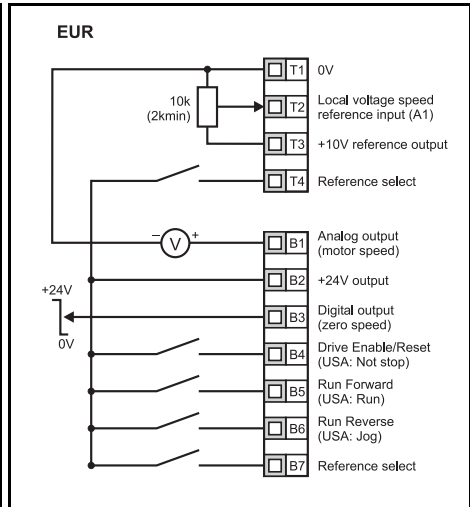 EUR
T1 0V
10k
(2kmin)
T2 Local voltage speed
reference input (A1)
T3 +10V reference output
T4 Reference select
– V +
B1 Analog output
(motor speed)
B2 +24V output
+24V
0V
B3 Digital output
(zero speed)
B4 Drive Enable/Reset
(USA: Not stop)
B5 Run Forward
(USA: Run)
B6 Run Reverse
(USA: Jog)
B7 Reference select